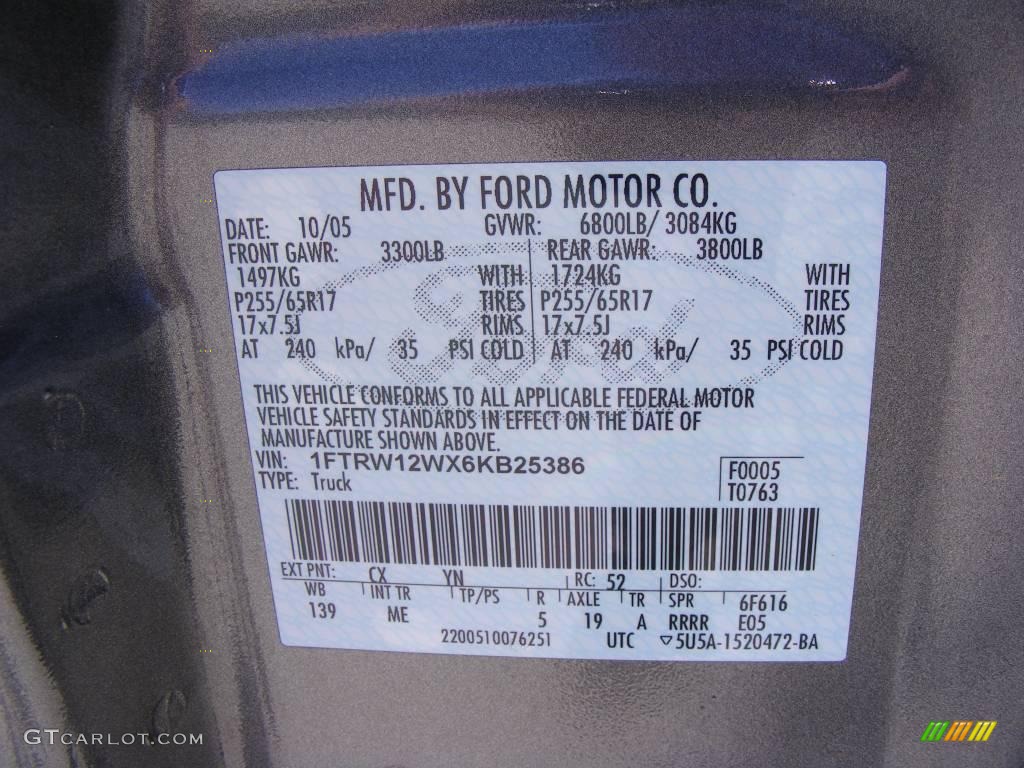 MFD. BY FORD MOTOR CO.
DATE: 10/05 GVWR: 6800LB/ 3084KG
FRONT GAWR: 3300LB REAR GAWR: 3800LB
1497KG WITH 1724KG WITH
P255/65R17 TIRES P255/65R17 TIRES
17x7.5J RIMS 17x7.5J RIMS
AT 240 kPa/ 35 PSI COLD AT 240 kPa/ 35 PSI COLD
Ford
THIS VEHICLE CONFORMS TO ALL APPLICABLE FEDERAL MOTOR
VEHICLE SAFETY STANDARDS IN EFFECT ON THE DATE OF
MANUFACTURE SHOWN ABOVE.
VIN: 1FTRW12WX6KB25386 F0005
TYPE: Truck T0763
EXT PNT: CX YN RC: 52 DSO:
WB INT TR TP/PS R AXLE TR SPR 6F616
139 ME 5 19 A RRRR E05
2200510076251 UTC ▽5U5A-1520472-BA
GTCARLOT.COM